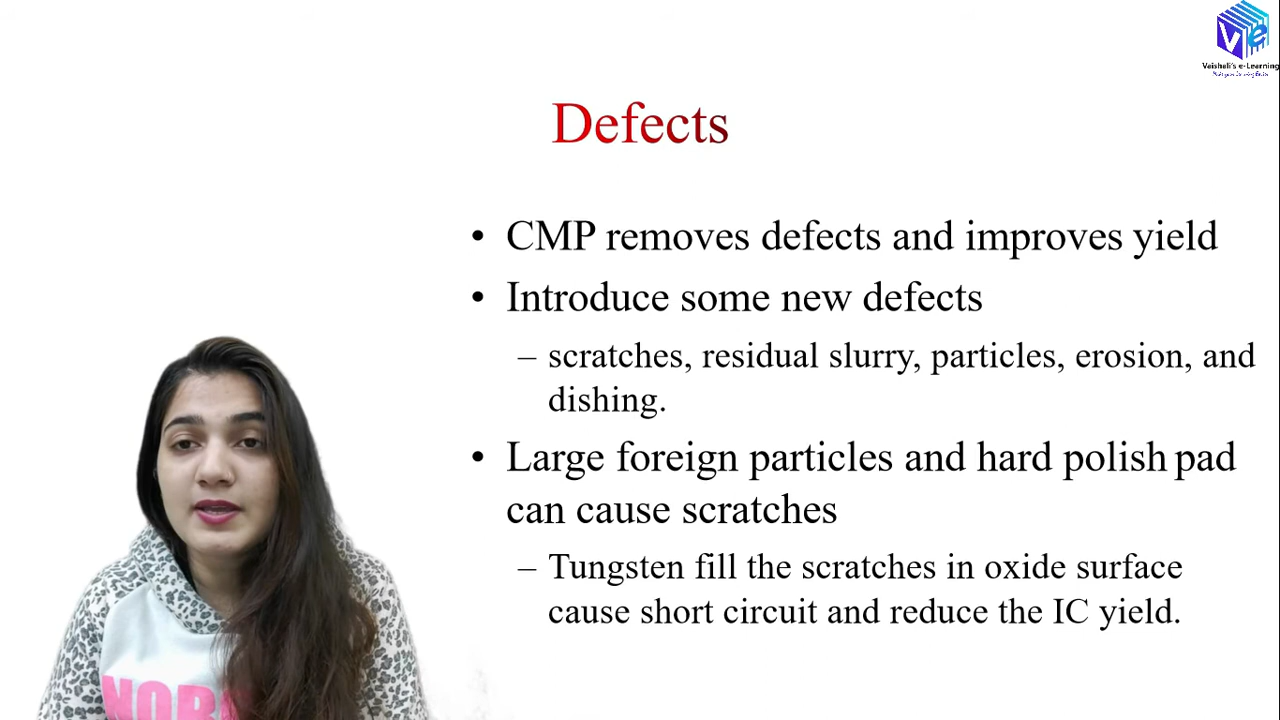 Vaisheli's e-Learning
Defects
• CMP removes defects and improves yield
• Introduce some new defects
– scratches, residual slurry, particles, erosion, and
dishing.
• Large foreign particles and hard polish pad
can cause scratches
– Tungsten fill the scratches in oxide surface
cause short circuit and reduce the IC yield.